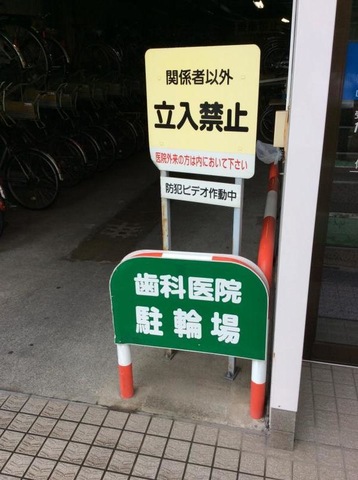 関係者以外
立入禁止
医院外来の方は内において下さい
防犯ビデオ作動中
歯科医院
駐輪場